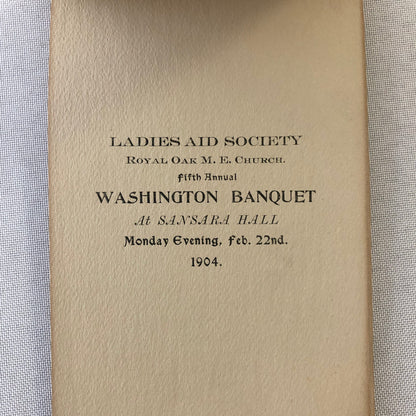 LADIES AID SOCIETY
ROYAL OAK M. E. CHURCH.
Fifth Annual
WASHINGTON BANQUET
At SANSARA HALL
Monday Evening, Feb. 22nd.
1904.